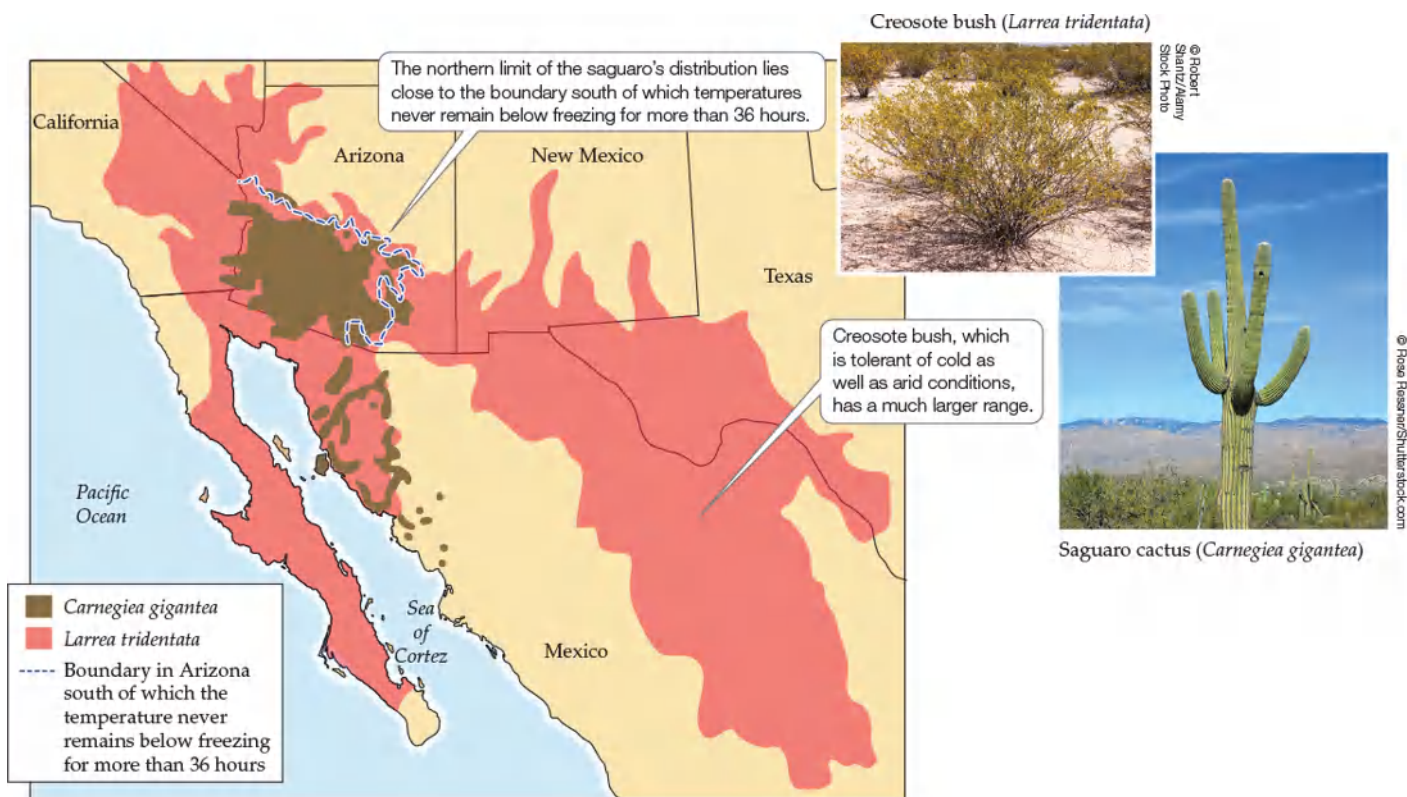 Creosote bush (Larrea tridentata)
© Robert
Shantz/Alamy
Stock Photo
The northern limit of the saguaro's distribution lies
close to the boundary south of which temperatures
never remain below freezing for more than 36 hours.
California
Arizona
New Mexico
Texas
Creosote bush, which
is tolerant of cold as
well as arid conditions,
has a much larger range.
© Rose Ressner/Shutterstock.com
Saguaro cactus (Carnegiea gigantea)
Pacific
Ocean
Sea
of
Cortez
Mexico
Carnegiea gigantea
Larrea tridentata
Boundary in Arizona
south of which the
temperature never
remains below freezing
for more than 36 hours